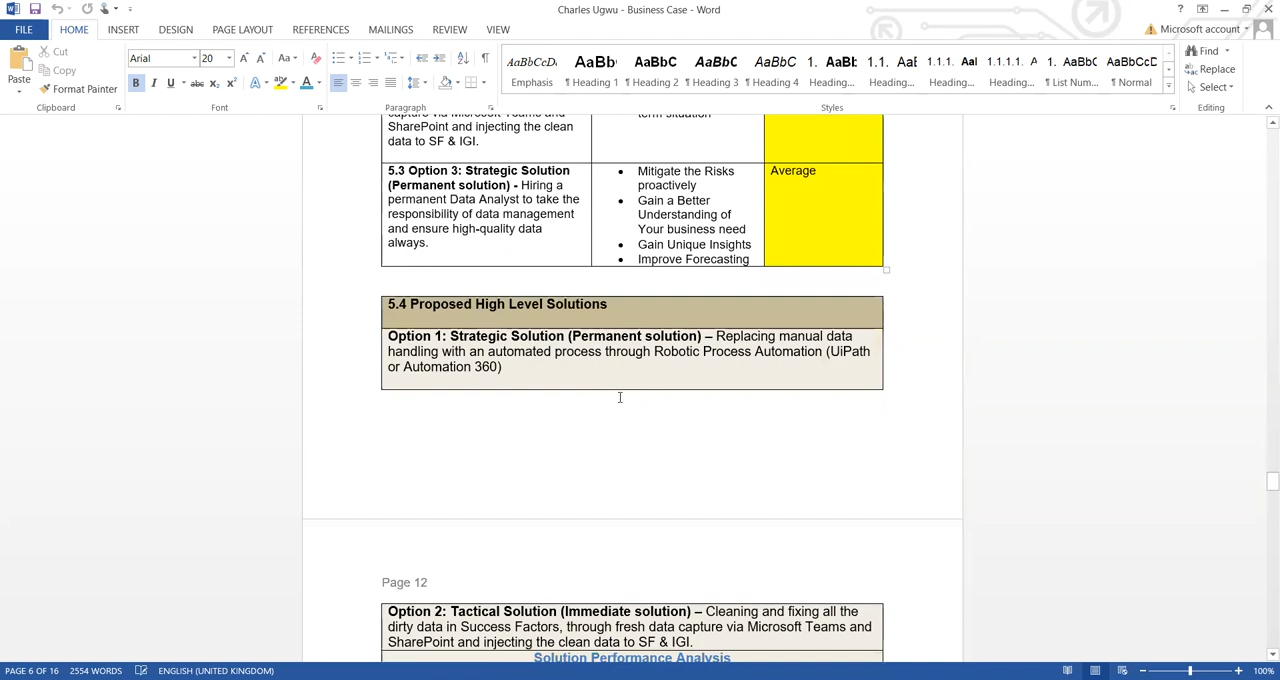 Charles Ugwu - Business Case - Word
FILE HOME INSERT DESIGN PAGE LAYOUT REFERENCES MAILINGS REVIEW VIEW Microsoft account
Cut
Copy
Format Painter
Paste
Clipboard
Arial 20
Font
Paragraph
AaBbCcDi AaBb( AaBbC AaBbC AaBbC 1. AaBb 1.1. Aa 1.1.1. Aal 1.1.1.1. A 1. AaBbC AaBbCcD
Emphasis ¶ Heading 1 ¶ Heading 2 ¶ Heading 3 ¶ Heading 4 Heading... Heading... Heading... Heading... ¶ List Num... ¶ Normal
Styles
Find
Replace
Select
Editing
SharePoint and injecting the clean
data to SF & IGI.
term situation
5.3 Option 3: Strategic Solution
(Permanent solution) - Hiring a
permanent Data Analyst to take the
responsibility of data management
and ensure high-quality data
always.
• Mitigate the Risks
proactively
• Gain a Better
Understanding of
Your business need
• Gain Unique Insights
• Improve Forecasting
Average
5.4 Proposed High Level Solutions
Option 1: Strategic Solution (Permanent solution) – Replacing manual data
handling with an automated process through Robotic Process Automation (UiPath
or Automation 360)
Page 12
Option 2: Tactical Solution (Immediate solution) – Cleaning and fixing all the
dirty data in Success Factors, through fresh data capture via Microsoft Teams and
SharePoint and injecting the clean data to SF & IGI.
Solution Performance Analysis
PAGE 6 OF 16 2554 WORDS ENGLISH (UNITED KINGDOM) 100%